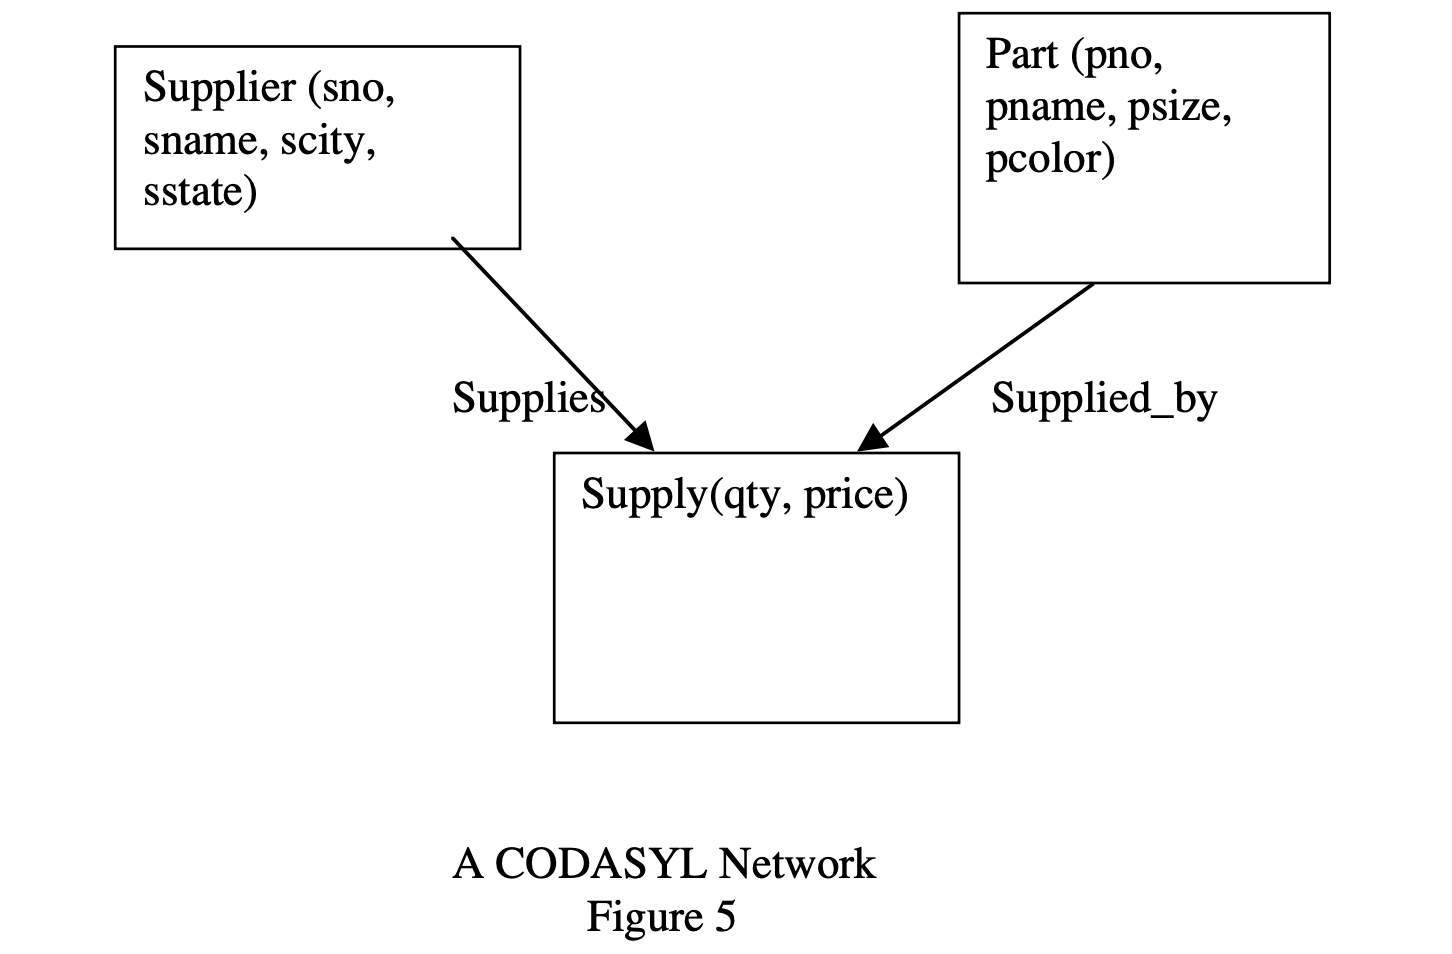 Supplier (sno,
sname, scity,
sstate)
Part (pno,
pname, psize,
pcolor)
Supplies
Supplied_by
Supply(qty, price)
A CODASYL Network
Figure 5